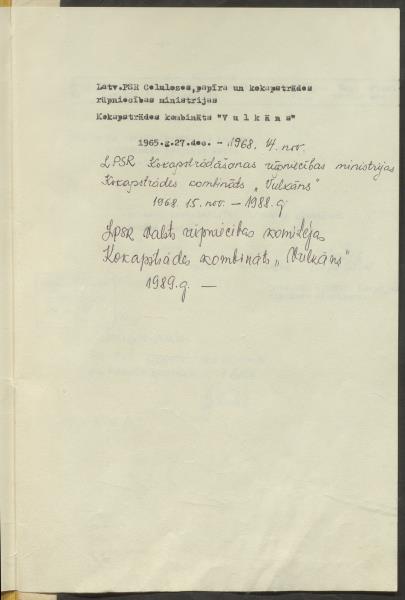 Latv.PSR Celulozes,papīra un kokapstrādes
rūpniecības ministrijas
Kokapstrādes kombināts "V u l k ā n s"
1965.g.27.dec. - 1968. 14. nov.
LPSR Kokapstrādāšanas rūpniecības ministrijas
Kokapstrādes kombināts „Vulkāns"
1968. 15. nov. - 1988. g
LPSR Valsts rūpniecības komitejas
Kokapstrādes kombināts „Vulkāns"
1989.g. —